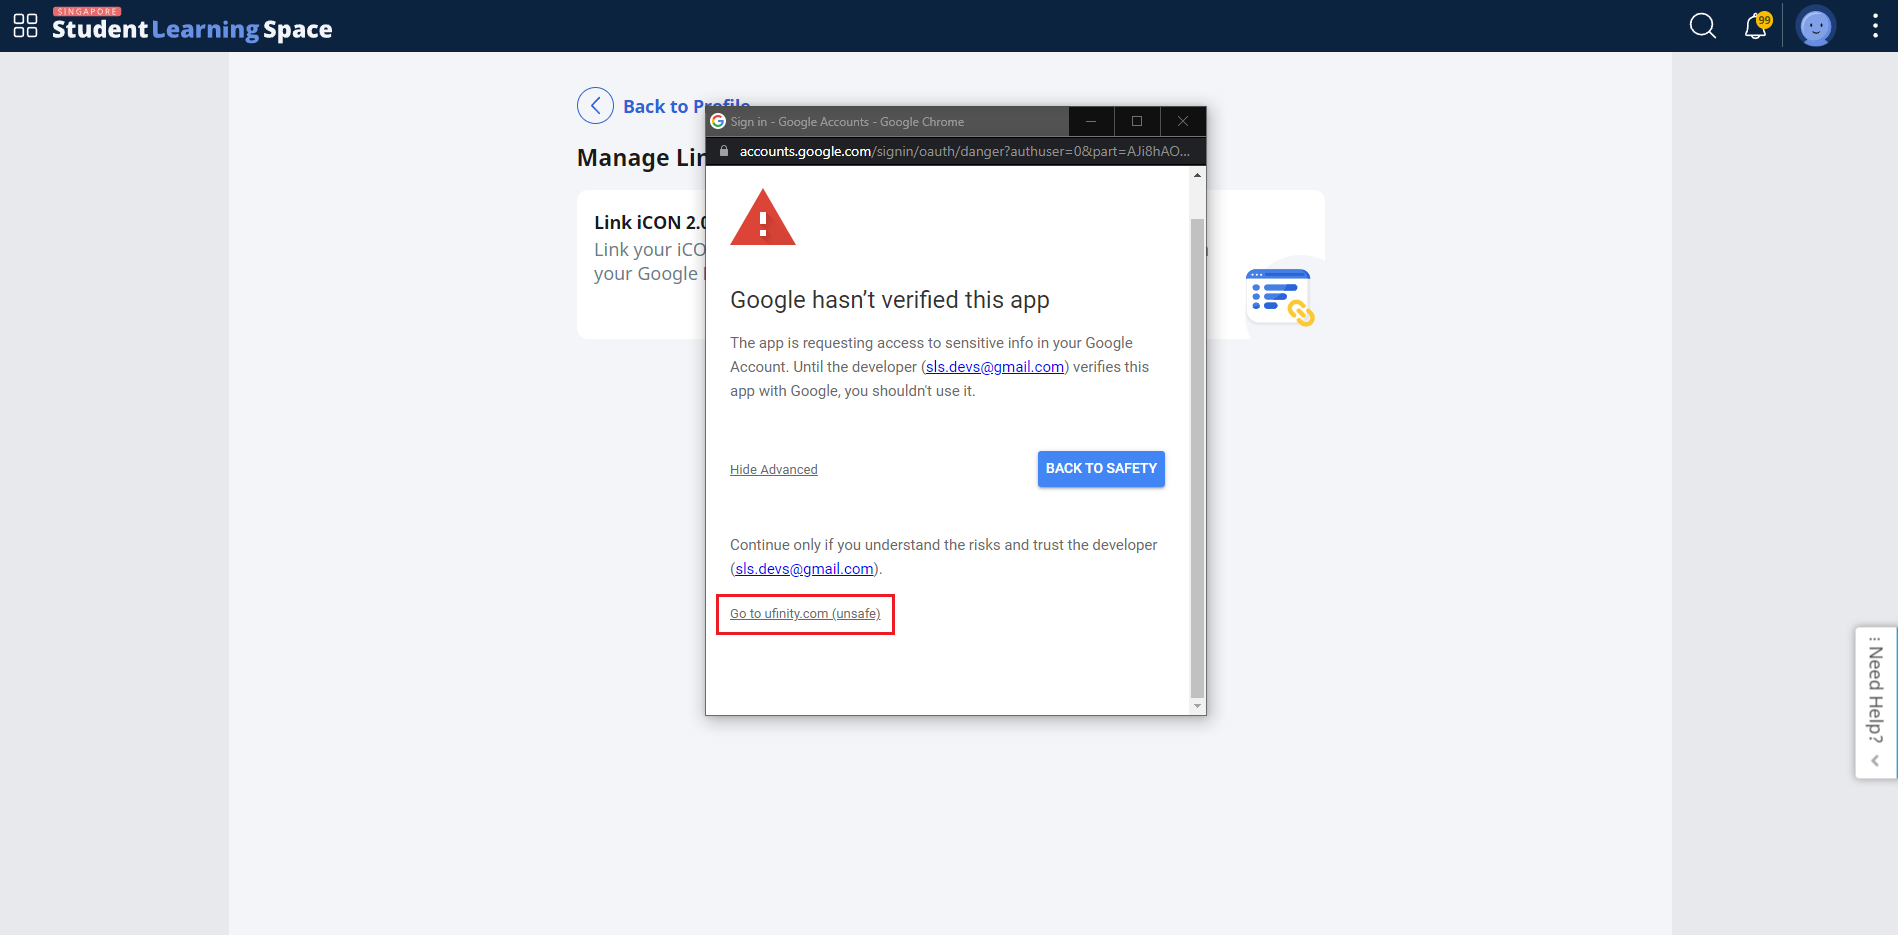 SINGAPORE
Student Learning Space
99
Back to Profile
Manage Lin
Link iCON 2.0
Link your iCO
your Google
Sign in - Google Accounts - Google Chrome
accounts.google.com/signin/oauth/danger?authuser=0&part=AJi8hAO...
Google hasn’t verified this app
The app is requesting access to sensitive info in your Google
Account. Until the developer (sls.devs@gmail.com) verifies this
app with Google, you shouldn't use it.
Hide Advanced
BACK TO SAFETY
Continue only if you understand the risks and trust the developer
(sls.devs@gmail.com).
Go to ufinity.com (unsafe)
Need Help?